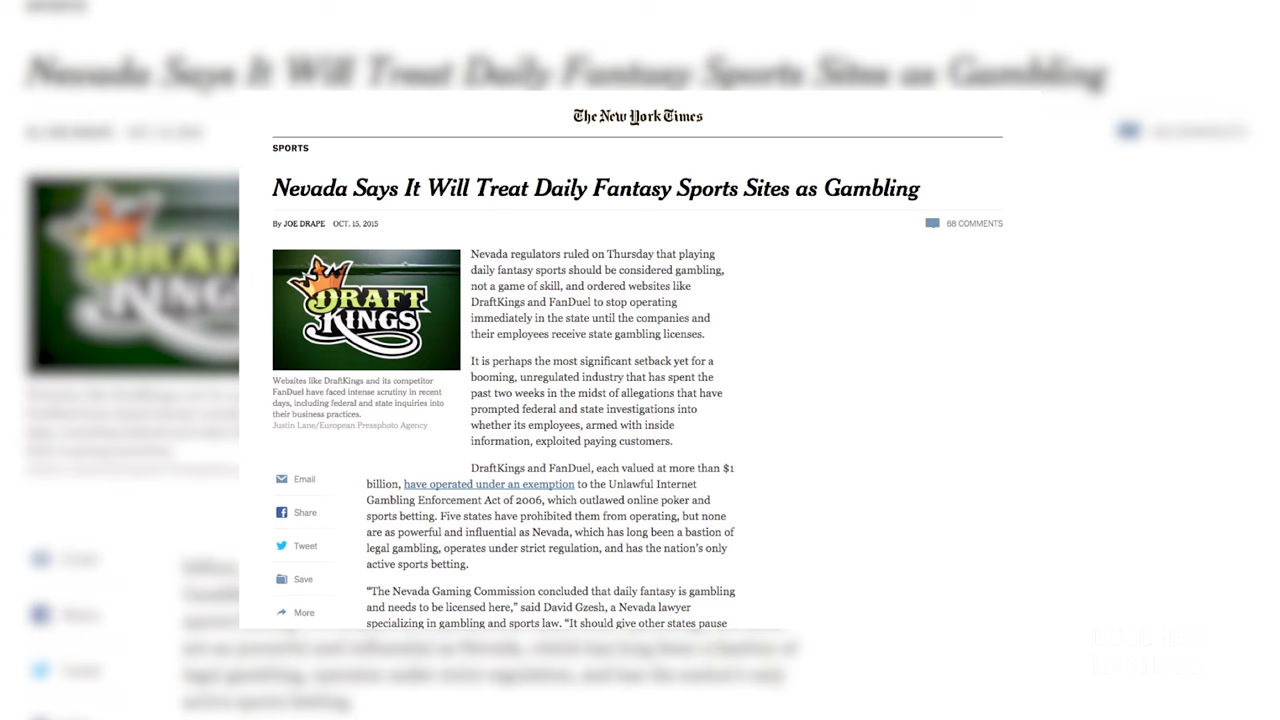 Nevada Says It Will Treat Daily Fantasy Sports Sites as Gambling
The New York Times
SPORTS
Nevada Says It Will Treat Daily Fantasy Sports Sites as Gambling
By JOE DRAPE OCT. 15, 2015
68 COMMENTS
DRAFT
KINGS
Websites like DraftKings and its competitor
FanDuel have faced intense scrutiny in recent
days, including federal and state inquiries into
their business practices.
Justin Lane/European Pressphoto Agency
Nevada regulators ruled on Thursday that playing
daily fantasy sports should be considered gambling,
not a game of skill, and ordered websites like
DraftKings and FanDuel to stop operating
immediately in the state until the companies and
their employees receive state gambling licenses.
It is perhaps the most significant setback yet for a
booming, unregulated industry that has spent the
past two weeks in the midst of allegations that have
prompted federal and state investigations into
whether its employees, armed with inside
information, exploited paying customers.
DraftKings and FanDuel, each valued at more than $1
billion, have operated under an exemption to the Unlawful Internet
Gambling Enforcement Act of 2006, which outlawed online poker and
sports betting. Five states have prohibited them from operating, but none
are as powerful and influential as Nevada, which has long been a bastion of
legal gambling, operates under strict regulation, and has the nation's only
active sports betting.
"The Nevada Gaming Commission concluded that daily fantasy is gambling
and needs to be licensed here," said David Gzesh, a Nevada lawyer
specializing in gambling and sports law. "It should give other states pause
Email
Share
Tweet
Save
More